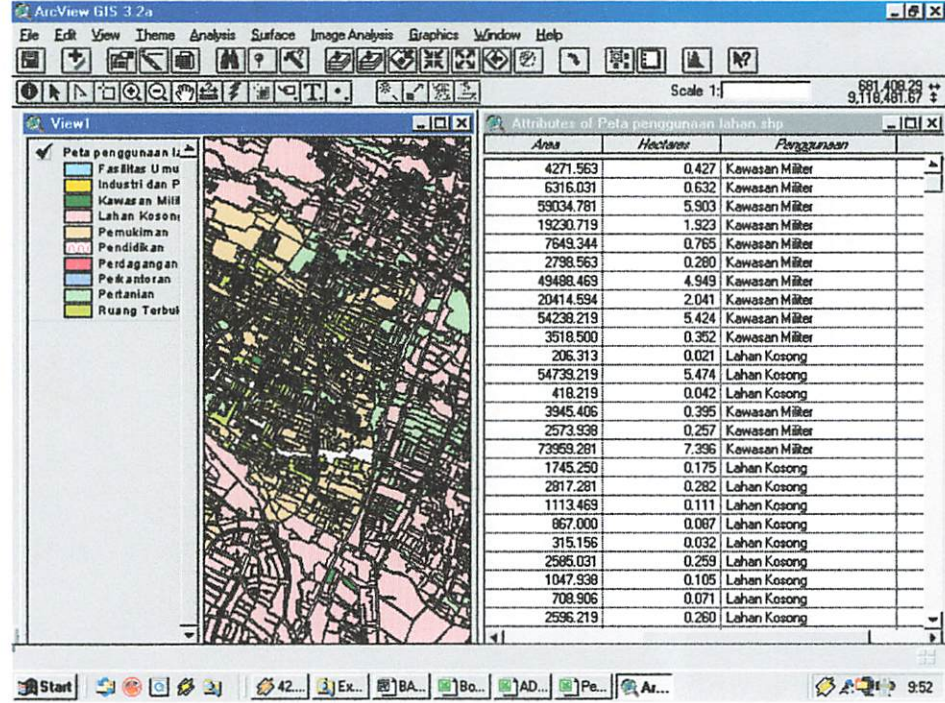 ArcView GIS 3.2a
File Edit View Theme Analysis Surface Image Analysis Graphics Window Help
Scale 1:
681,408.29
9,118,481.67
View1
Peta penggunaan la
Fasilitas Umu
Industri dan P
Kawasan Mili
Lahan Kosong
Pemukiman
Pendidikan
Perdagangan
Perkantoran
Pertanian
Ruang Terbuk
Attributes of Peta penggunaan lahan.shp
Area Hectares Penggunaan
4271.563 0.427 Kawasan Militer
6316.031 0.632 Kawasan Militer
59034.781 5.903 Kawasan Militer
19230.719 1.923 Kawasan Militer
7649.344 0.765 Kawasan Militer
2798.563 0.280 Kawasan Militer
49488.469 4.949 Kawasan Militer
20414.594 2.041 Kawasan Militer
54238.219 5.424 Kawasan Militer
3518.500 0.352 Kawasan Militer
206.313 0.021 Lahan Kosong
54739.219 5.474 Lahan Kosong
418.219 0.042 Lahan Kosong
3945.406 0.395 Kawasan Militer
2573.938 0.257 Kawasan Militer
73959.281 7.396 Kawasan Militer
1745.250 0.175 Lahan Kosong
2817.281 0.282 Lahan Kosong
1113.469 0.111 Lahan Kosong
867.000 0.087 Lahan Kosong
315.156 0.032 Lahan Kosong
2585.031 0.259 Lahan Kosong
1047.938 0.105 Lahan Kosong
708.906 0.071 Lahan Kosong
2596.219 0.260 Lahan Kosong
Start 42... Ex... BA... Bo... AD... Pe... Ar... 9:52